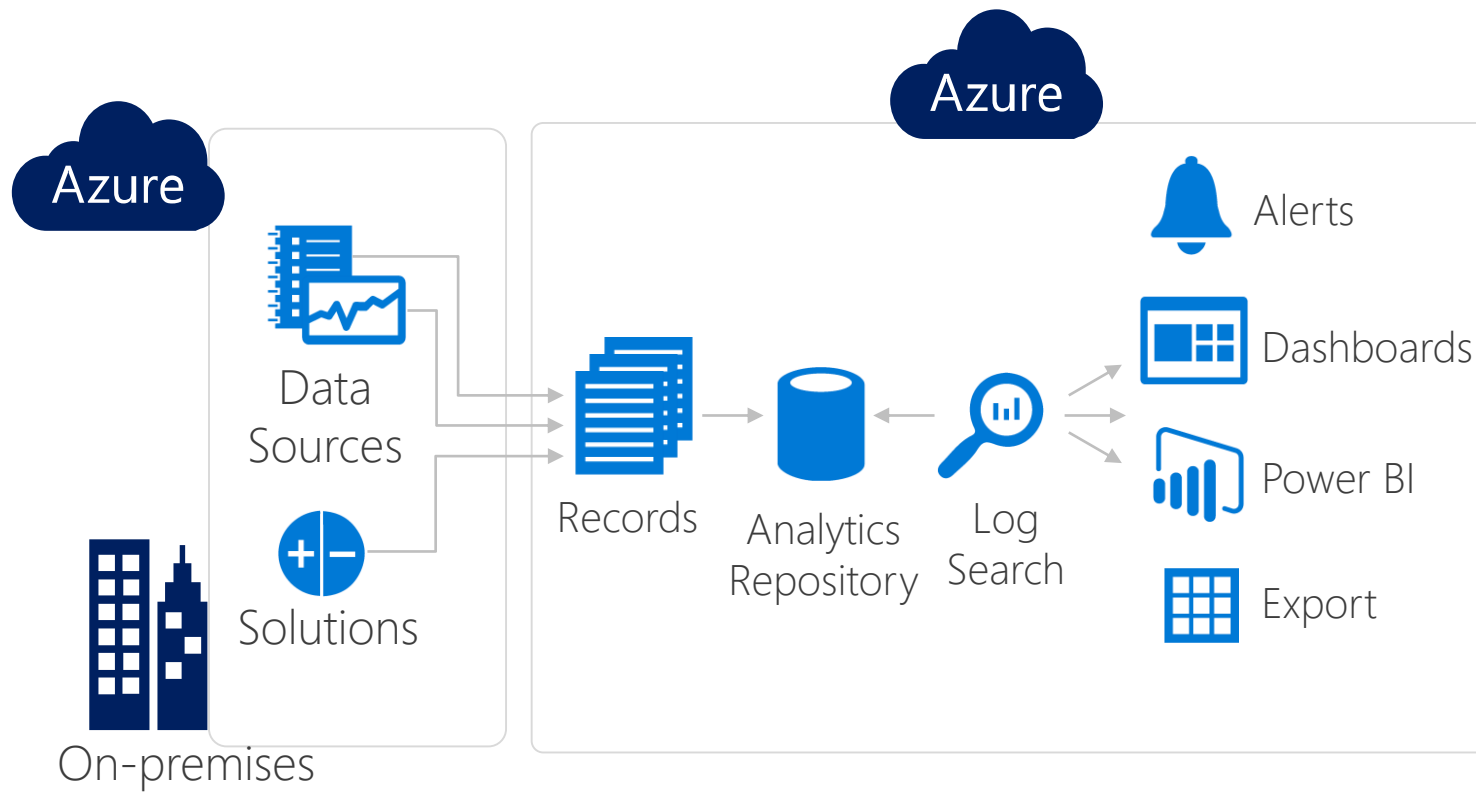 Azure
Azure
Data
Sources
Solutions
On-premises
Records
Analytics
Repository
Log
Search
Alerts
Dashboards
Power BI
Export